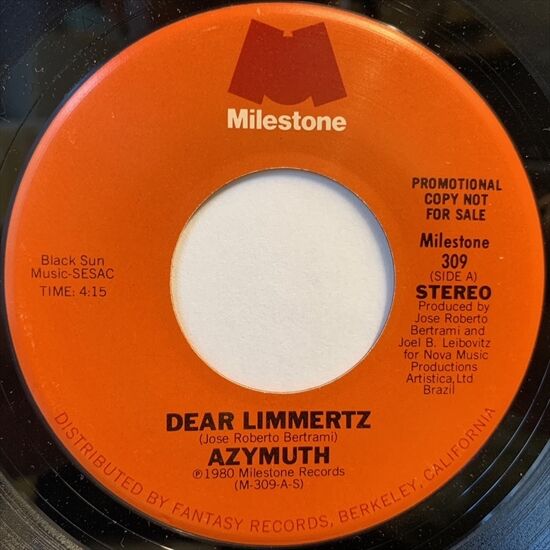 Milestone
PROMOTIONAL
COPY NOT
FOR SALE
Milestone
309
(SIDE A)
STEREO
Produced by
Jose Roberto
Bertrami and
Joel B. Leibovitz
for Nova Music
Productions
Artistica, Ltd
Brazil
Black Sun
Music-SESAC
TIME: 4:15
DEAR LIMMERTZ
(Jose Roberto Bertrami)
AZYMUTH
℗1980 Milestone Records
(M-309-A-S)
DISTRIBUTED BY FANTASY RECORDS, BERKELEY, CALIFORNIA